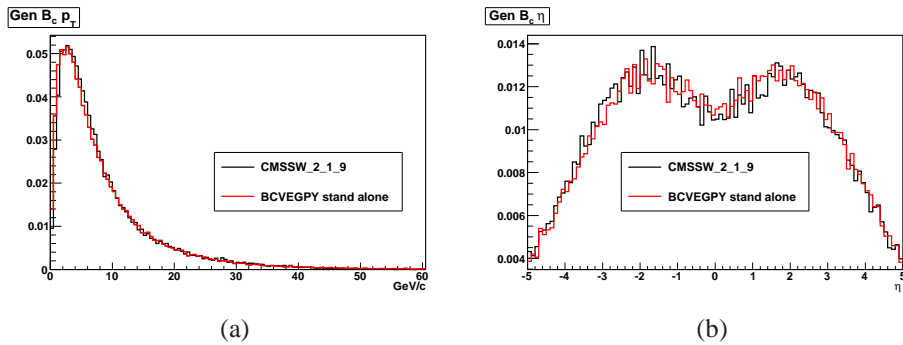 Gen B_c p_T
0.05
0.04
0.03
0.02
0.01
0
0 10 20 30 40 50 60
GeV/c
CMSSW_2_1_9
BCVEGPY stand alone
(a)
Gen B_c η
0.014
0.012
0.01
0.008
0.006
0.004
-5 -4 -3 -2 -1 0 1 2 3 4 5
η
CMSSW_2_1_9
BCVEGPY stand alone
(b)